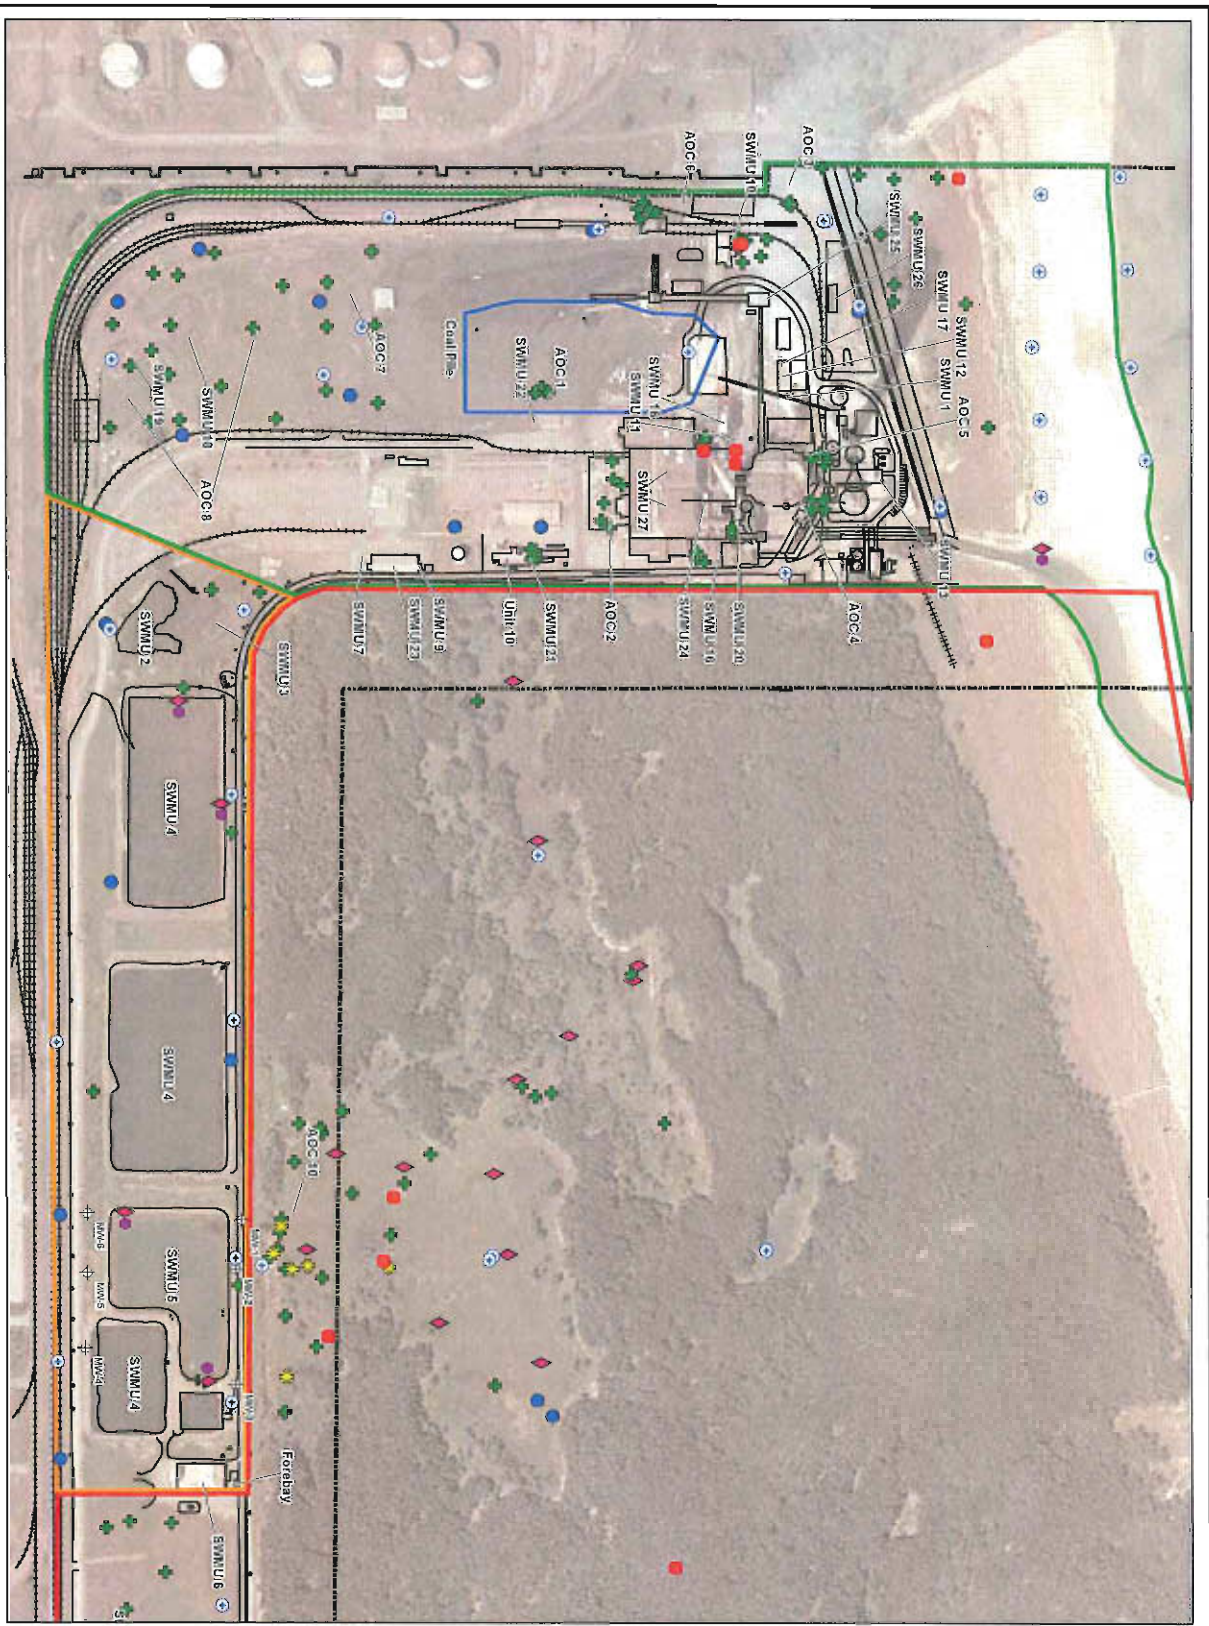 AOC 6
SWMU 10
AOC 3
SWMU 25
SWMU 26
SWMU 17
SWMU 12
SWMU 1
AOC 5
AOC 7
Coal Pile
AOC 1
SWMU 22
SWMU 11
SWMU 19
AOC 8
SWMU 27
SWMU 13
AOC 4
SWMU 20
SWMU 16
SWMU 24
AOC 2
SWMU 21
Unit 10
SWMU 9
SWMU 23
SWMU 7
SWMU 3
SWMU 2
SWMU 4
SWMU 4
AOC 10
MW-1
MW-2
MW-6
MW-5
SWMU 5
MW-4
SWMU 4
MW-3
Forebay
SWMU 6